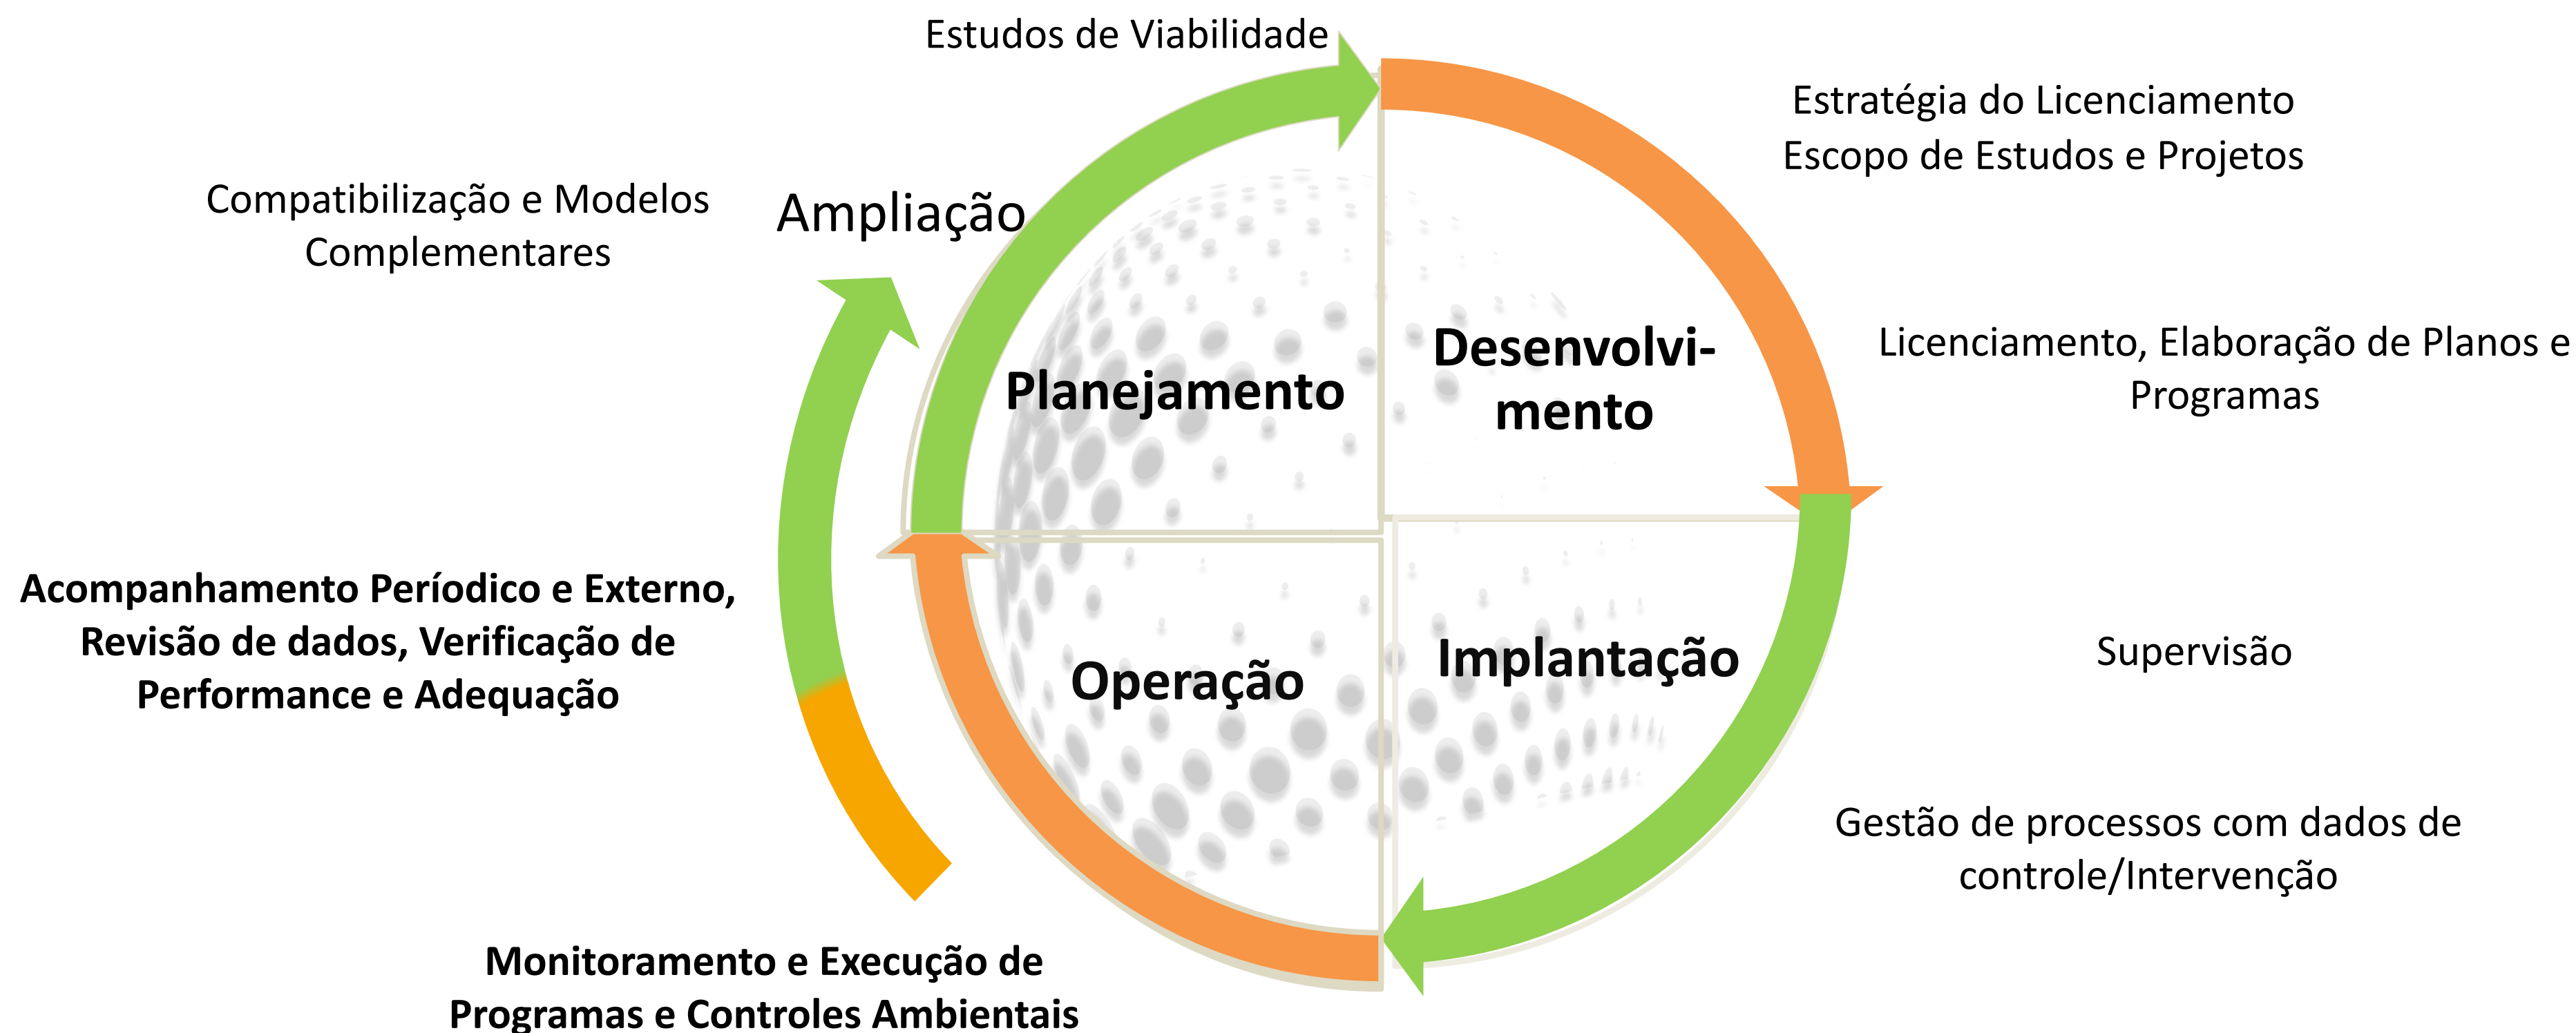 Estudos de Viabilidade
Estratégia do Licenciamento
Escopo de Estudos e Projetos
Compatibilização e Modelos
Complementares
Ampliação
Licenciamento, Elaboração de Planos e
Programas
Planejamento
Desenvolvi-
mento
Acompanhamento Períodico e Externo,
Revisão de dados, Verificação de
Performance e Adequação
Operação
Implantação
Supervisão
Gestão de processos com dados de
controle/Intervenção
Monitoramento e Execução de
Programas e Controles Ambientais